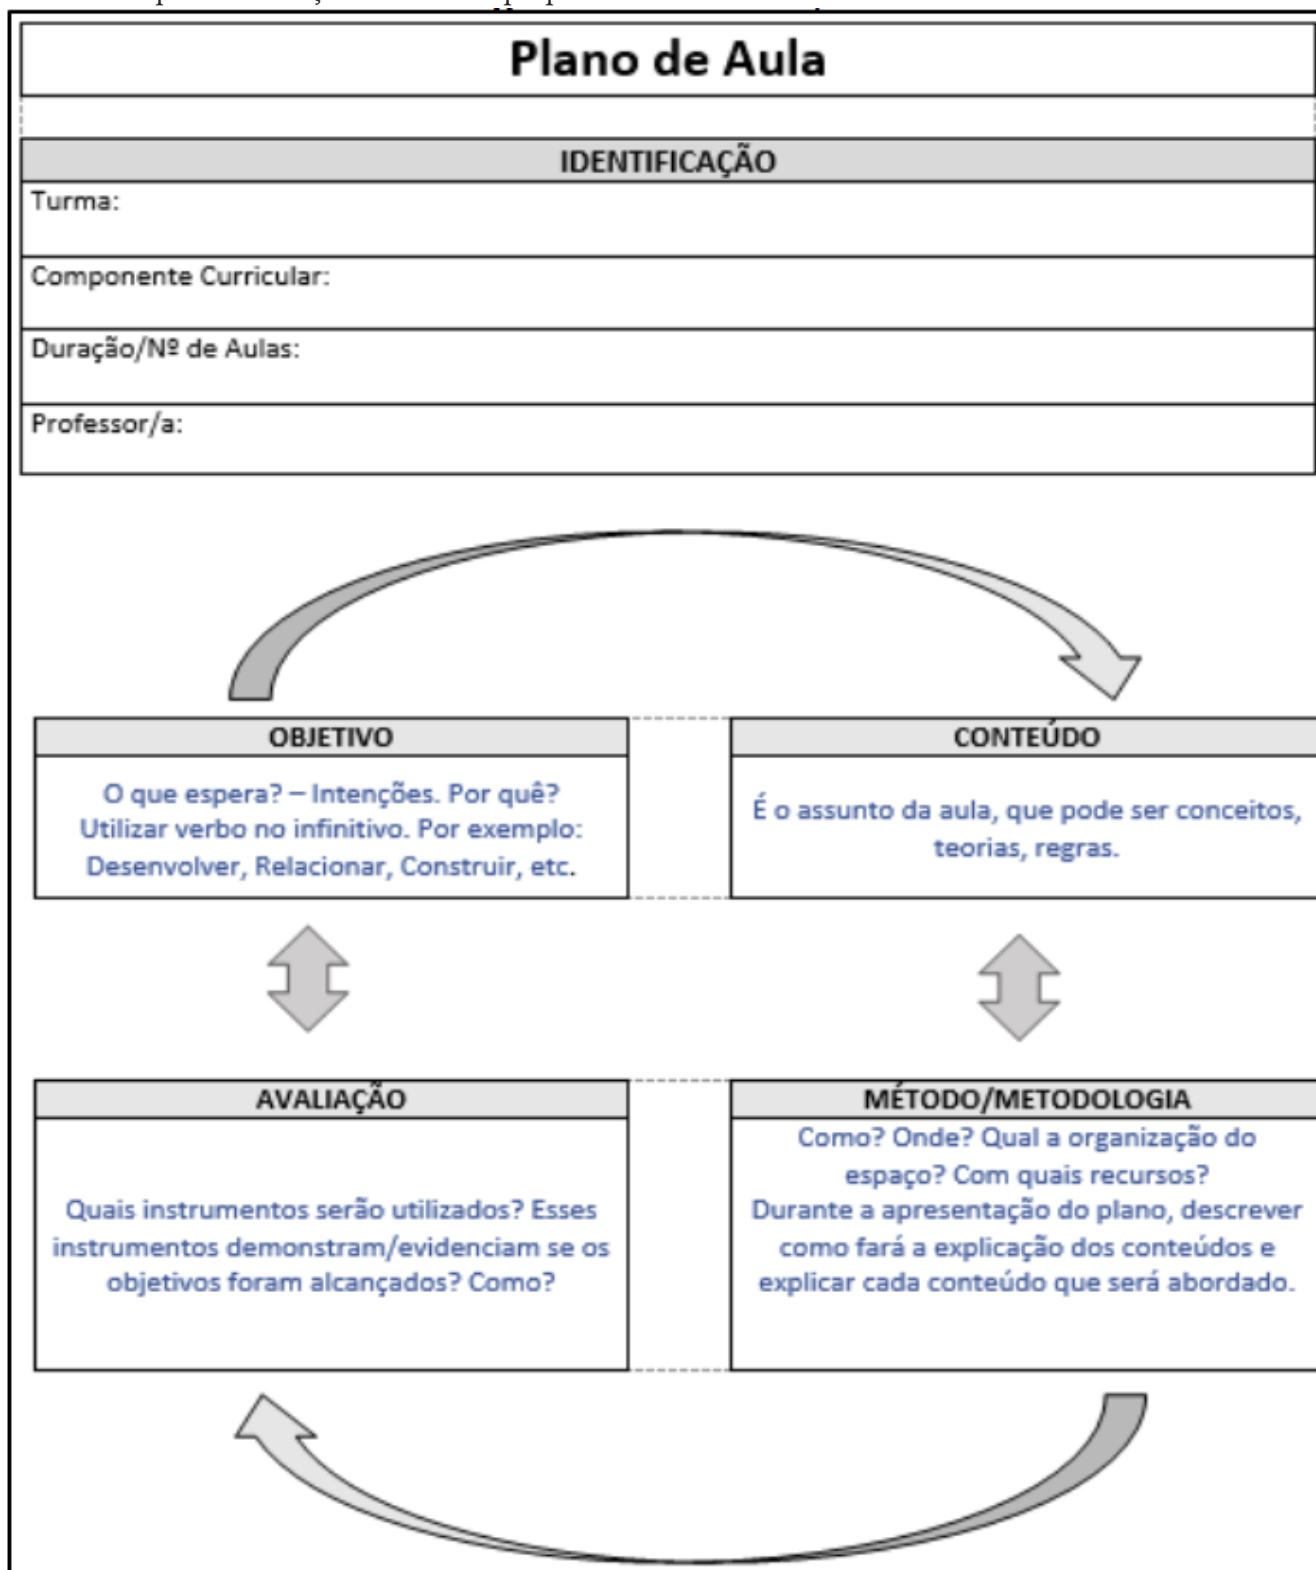 Plano de Aula
IDENTIFICAÇÃO
Turma:
Componente Curricular:
Duração/Nº de Aulas:
Professor/a:
OBJETIVO
O que espera? – Intenções. Por quê?
Utilizar verbo no infinitivo. Por exemplo:
Desenvolver, Relacionar, Construir, etc.
CONTEÚDO
É o assunto da aula, que pode ser conceitos,
teorias, regras.
AVALIAÇÃO
Quais instrumentos serão utilizados? Esses
instrumentos demonstram/evidenciam se os
objetivos foram alcançados? Como?
MÉTODO/METODOLOGIA
Como? Onde? Qual a organização do
espaço? Com quais recursos?
Durante a apresentação do plano, descrever
como fará a explicação dos conteúdos e
explicar cada conteúdo que será abordado.